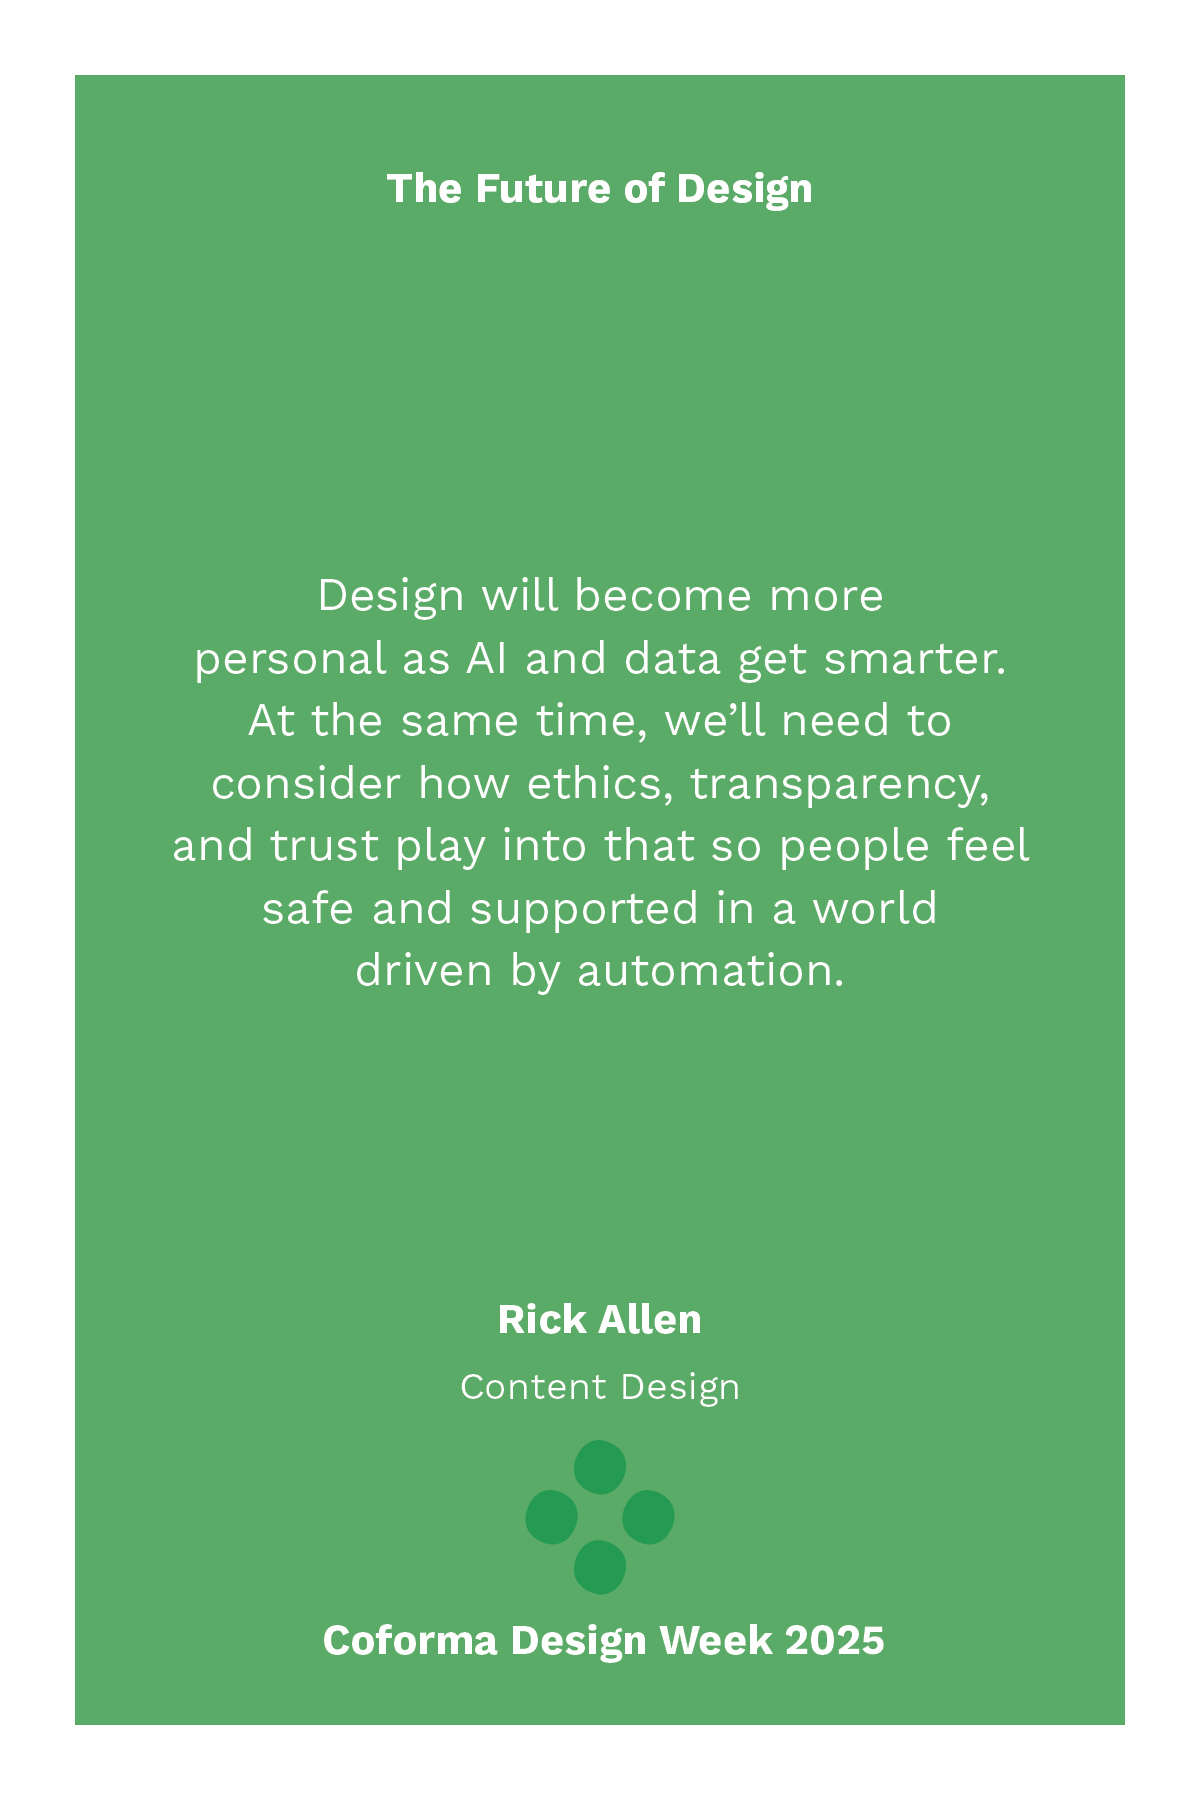 The Future of Design
Design will become more
personal as AI and data get smarter.
At the same time, we’ll need to
consider how ethics, transparency,
and trust play into that so people feel
safe and supported in a world
driven by automation.
Rick Allen
Content Design
Coforma Design Week 2025